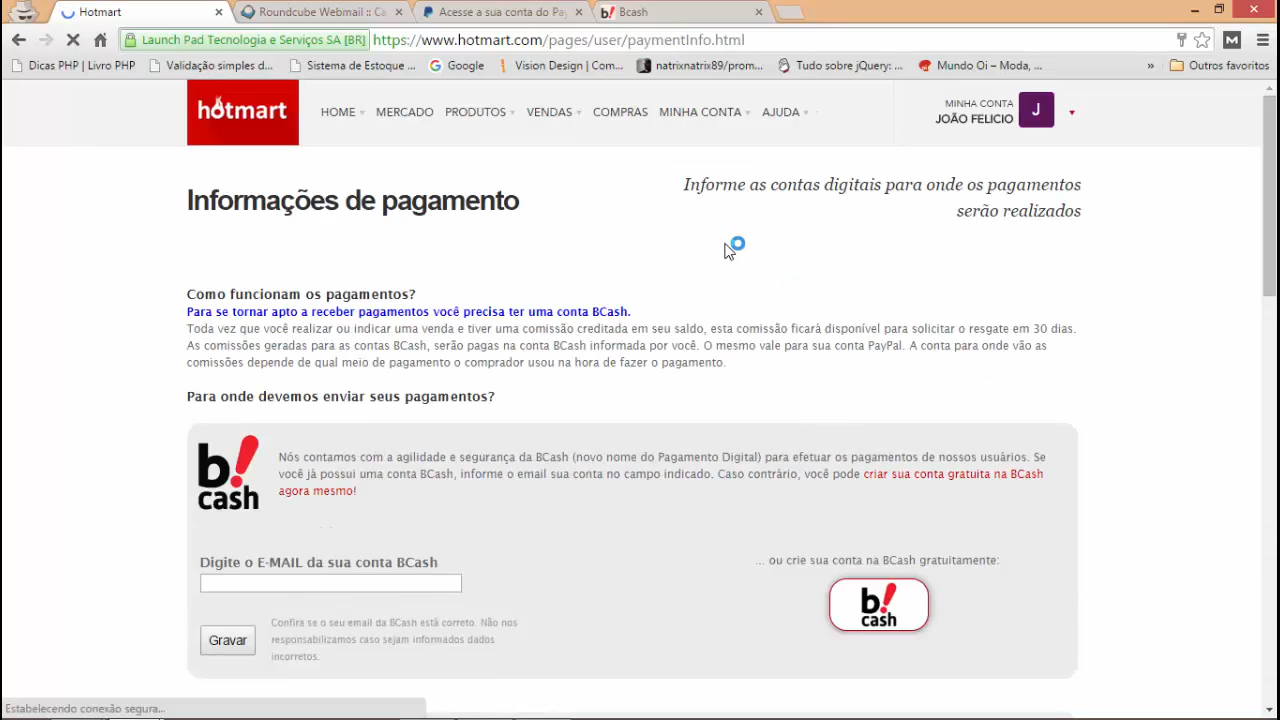 Hotmart
Roundcube Webmail :: Ca
Acesse a sua conta do Pay
Bcash
Launch Pad Tecnologia e Serviços SA [BR]
https://www.hotmart.com/pages/user/paymentInfo.html
Dicas PHP | Livro PHP
Validação simples d...
Sistema de Estoque ...
Google
Vision Design | Com...
natrixnatrix89/prom...
Tudo sobre jQuery: ...
Mundo Oi – Moda, ...
»
Outros favoritos
hotmart
HOME
MERCADO
PRODUTOS
VENDAS
COMPRAS
MINHA CONTA
AJUDA
MINHA CONTA
JOÃO FELICIO
J
Informações de pagamento
Informe as contas digitais para onde os pagamentos
serão realizados
Como funcionam os pagamentos?
Para se tornar apto a receber pagamentos você precisa ter uma conta BCash.
Toda vez que você realizar ou indicar uma venda e tiver uma comissão creditada em seu saldo, esta comissão ficará disponível para solicitar o resgate em 30 dias.
As comissões geradas para as contas BCash, serão pagas na conta BCash informada por você. O mesmo vale para sua conta PayPal. A conta para onde vão as
comissões depende de qual meio de pagamento o comprador usou na hora de fazer o pagamento.
Para onde devemos enviar seus pagamentos?
b!
cash
Nós contamos com a agilidade e segurança da BCash (novo nome do Pagamento Digital) para efetuar os pagamentos de nossos usuários. Se
você já possui uma conta BCash, informe o email sua conta no campo indicado. Caso contrário, você pode criar sua conta gratuita na BCash
agora mesmo!
Digite o E-MAIL da sua conta BCash
... ou crie sua conta na BCash gratuitamente:
b!
cash
Gravar
Confira se o seu email da BCash está correto. Não nos
responsabilizamos caso sejam informados dados
incorretos.
Estabelecendo conexão segura...